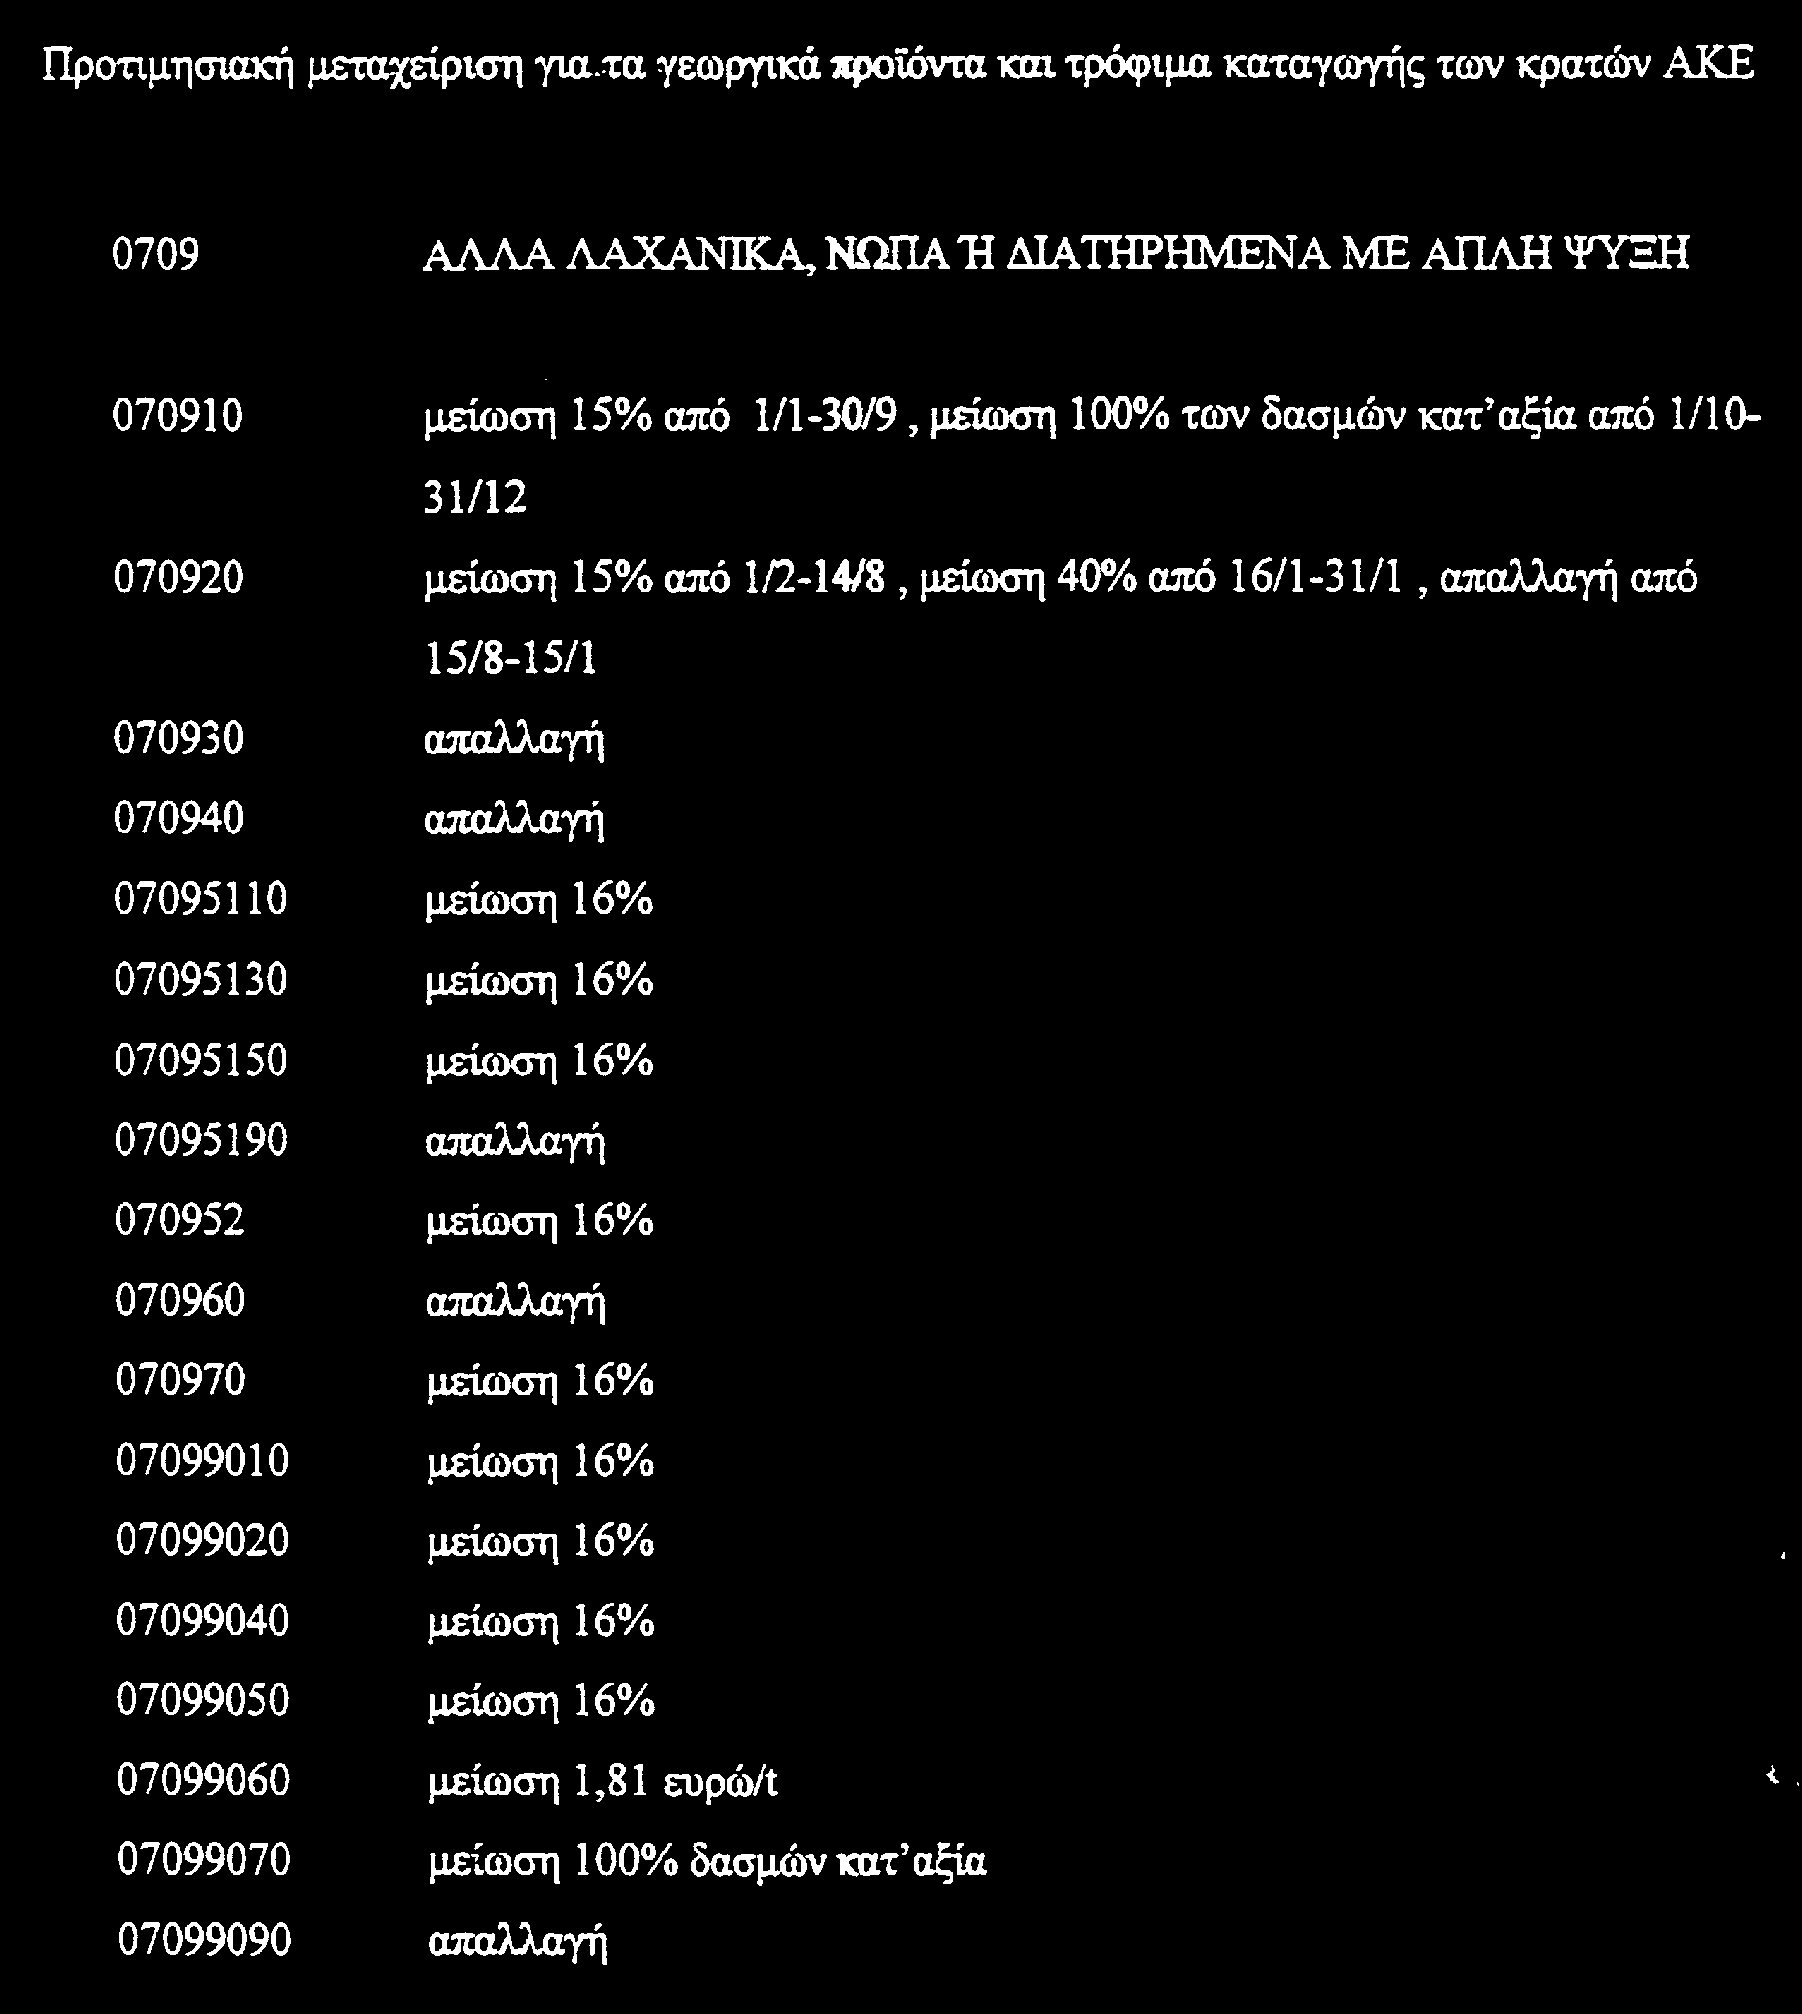 Προτιμησιακή μεταχείριση για τα γεωργικά προϊόντα και τρόφιμα καταγωγής των κρατών ΑΚΕ
0709 ΑΛΛΑ ΛΑΧΑΝΙΚΑ, ΝΩΠΑ Ή ΔΙΑΤΗΡΗΜΕΝΑ ΜΕ ΑΠΛΗ ΨΥΞΗ
070910 μείωση 15% από 1/1-30/9 , μείωση 100% των δασμών κατ’αξία από 1/10-
31/12
070920 μείωση 15% από 1/2-14/8 , μείωση 40% από 16/1-31/1 , απαλλαγή από
15/8-15/1
070930 απαλλαγή
070940 απαλλαγή
07095110 μείωση 16%
07095130 μείωση 16%
07095150 μείωση 16%
07095190 απαλλαγή
070952 μείωση 16%
070960 απαλλαγή
070970 μείωση 16%
07099010 μείωση 16%
07099020 μείωση 16%
07099040 μείωση 16%
07099050 μείωση 16%
07099060 μείωση 1,81 ευρώ/t
07099070 μείωση 100% δασμών κατ’αξία
07099090 απαλλαγή